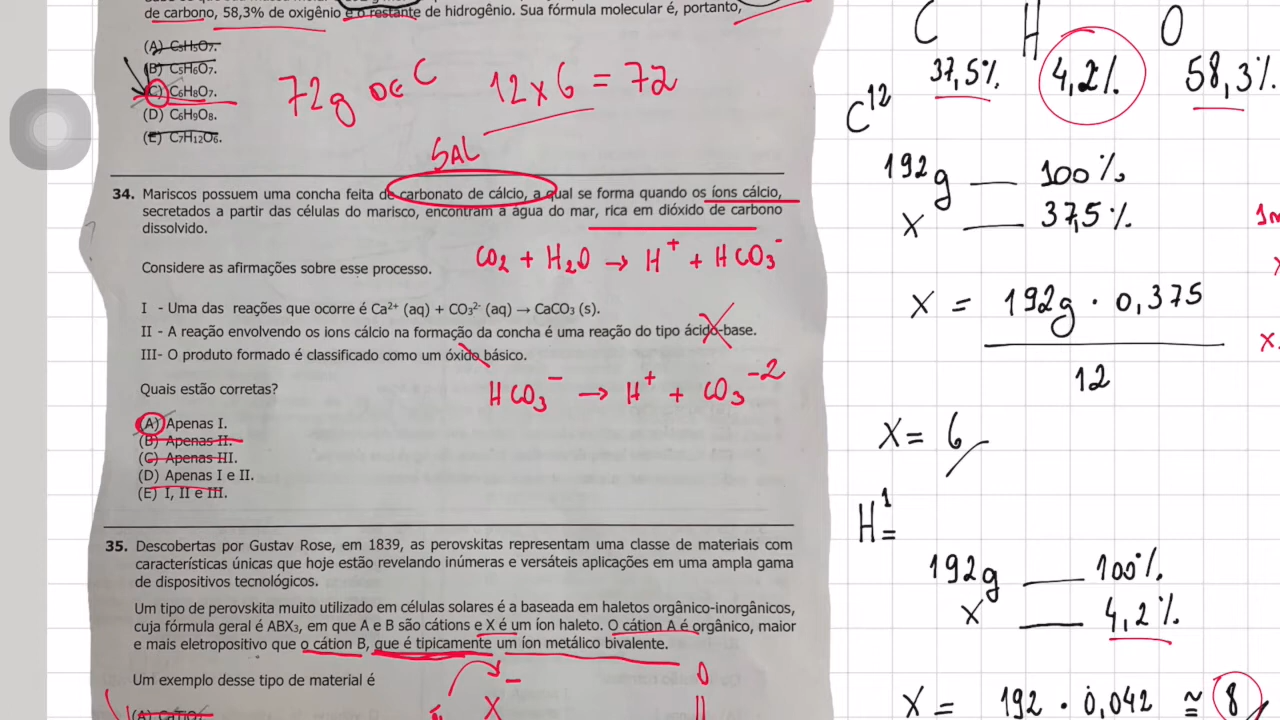 de carbono, 58,3% de oxigênio e o restante de hidrogênio. Sua fórmula molecular é, portanto,
(A) C₅H₅O₇.
(B) C₅H₆O₇.
(C) C₆H₈O₇.
(D) C₆H₉O₈.
(E) C₇H₁₂O₆.
72g DE C 12 x 6 = 72
SAL
34. Mariscos possuem uma concha feita de carbonato de cálcio, a qual se forma quando os íons cálcio,
secretados a partir das células do marisco, encontram a água do mar, rica em dióxido de carbono
dissolvido.
CO₂ + H₂O → H⁺ + HCO₃⁻
Considere as afirmações sobre esse processo.
I - Uma das reações que ocorre é Ca²⁺ (aq) + CO₃²⁻ (aq) → CaCO₃ (s).
II - A reação envolvendo os ions cálcio na formação da concha é uma reação do tipo ácido-base.
III- O produto formado é classificado como um óxido básico.
HCO₃⁻ → H⁺ + CO₃⁻²
Quais estão corretas?
(A) Apenas I.
(B) Apenas II.
(C) Apenas III.
(D) Apenas I e II.
(E) I, II e III.
35. Descobertas por Gustav Rose, em 1839, as perovskitas representam uma classe de materiais com
características únicas que hoje estão revelando inúmeras e versáteis aplicações em uma ampla gama
de dispositivos tecnológicos.
Um tipo de perovskita muito utilizado em células solares é a baseada em haletos orgânico-inorgânicos,
cuja fórmula geral é ABX₃, em que A e B são cátions e X é um íon haleto. O cátion A é orgânico, maior
e mais eletropositivo que o cátion B, que é tipicamente um íon metálico bivalente.
Um exemplo desse tipo de material é
X⁻
C H O
37,5% 4,2% 58,3%
C¹²
192g — 100%
X — 37,5%
X = 192g · 0,375
12
X = 6
H¹=
192g — 100%
X — 4,2%
X = 192 · 0,042 ≅ 8